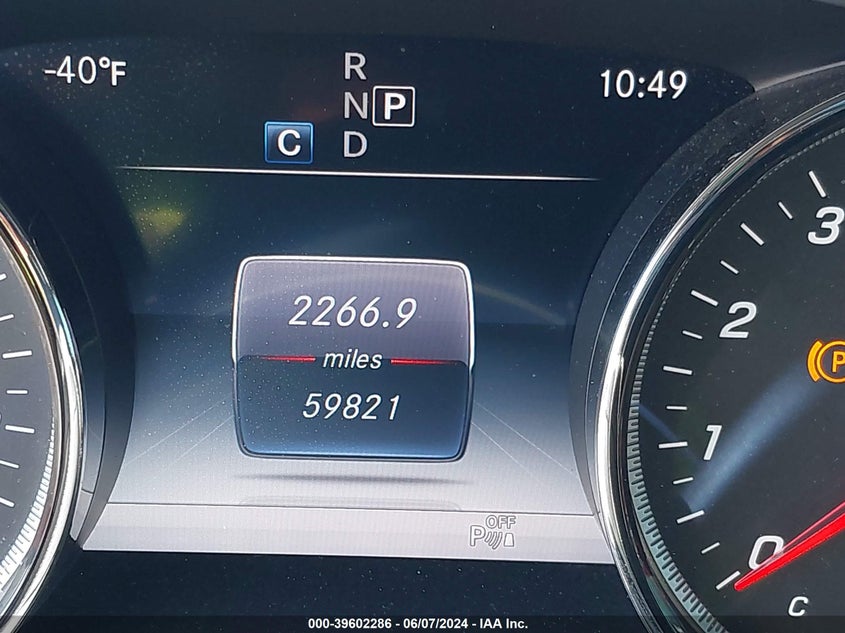 -40°F
R
10:49
N P
C D
2266.9
miles
59821
OFF
P
3
2
1
0
C
P
000-39602286 - 06/07/2024 - IAA Inc.